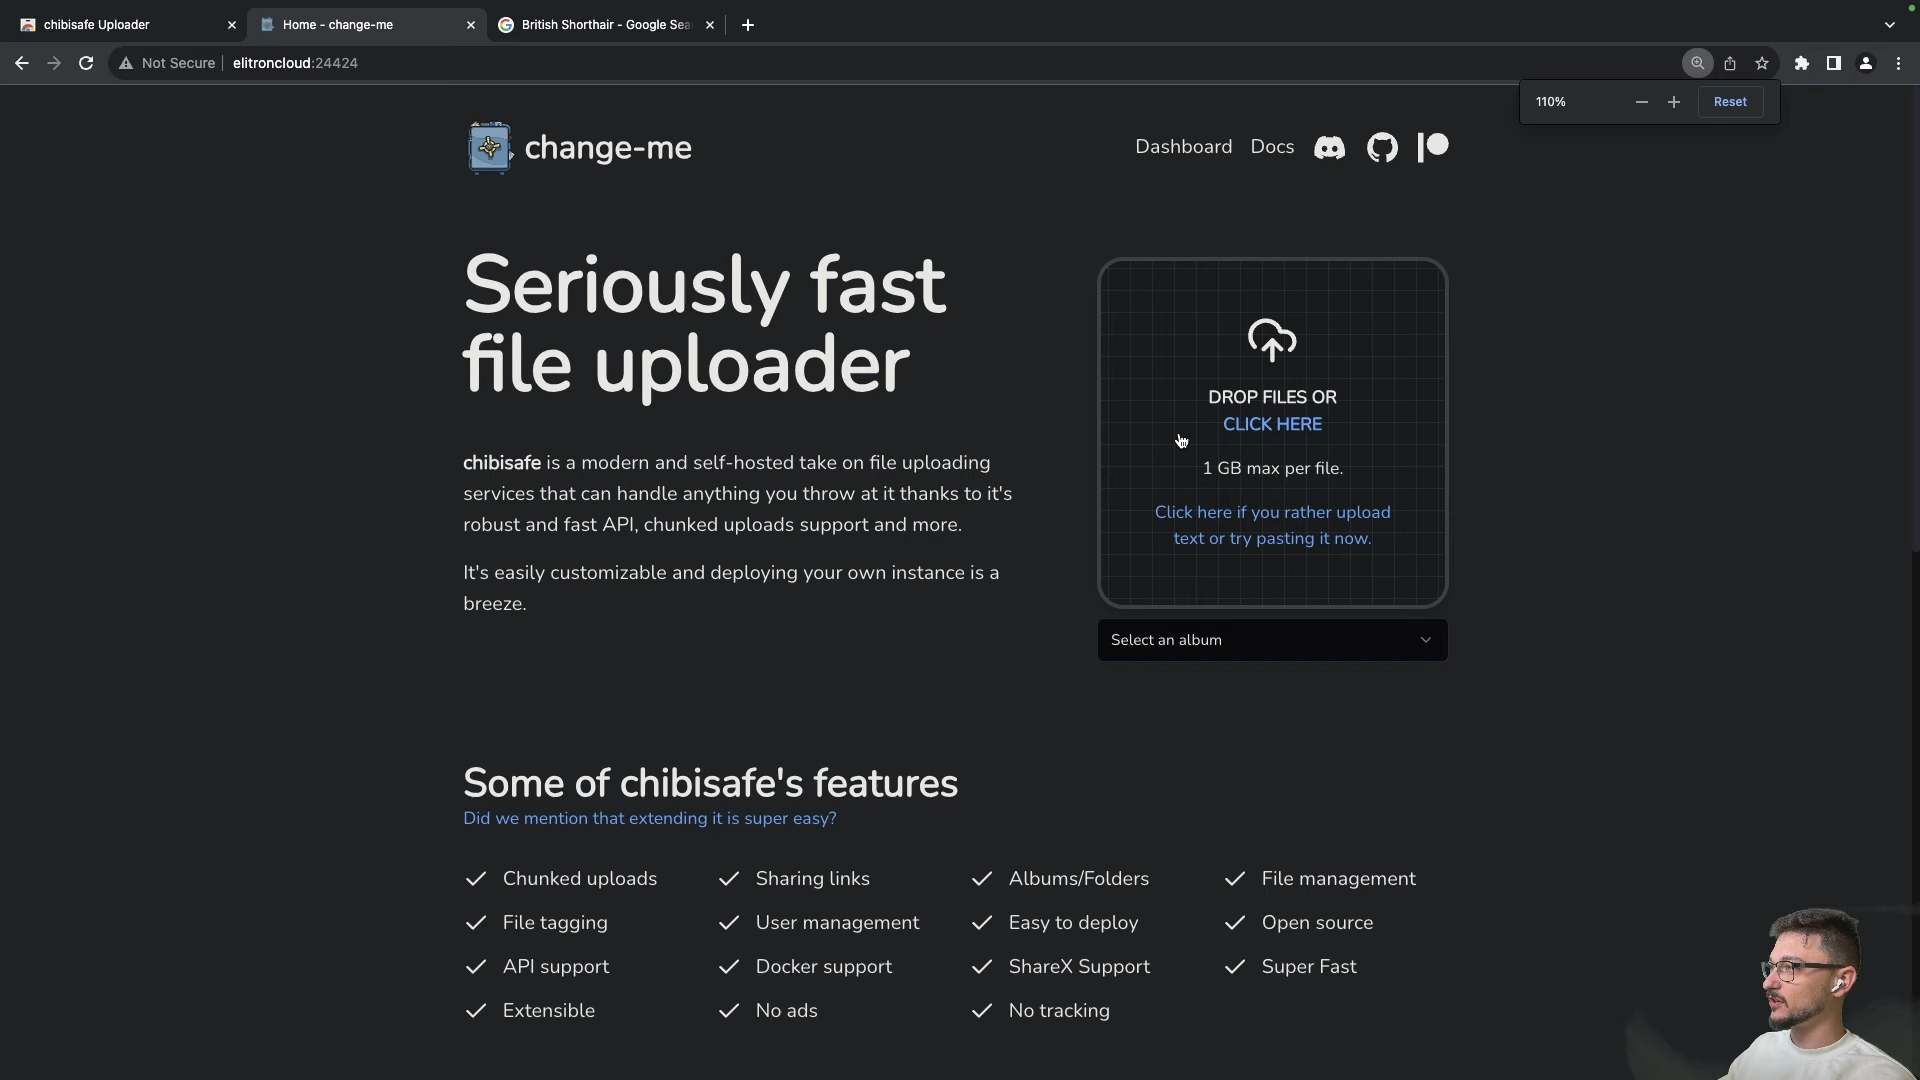 chibisafe Uploader
Home - change-me
British Shorthair - Google Sea
Not Secure
elitroncloud:24424
110%
Reset
change-me
Dashboard
Docs
Seriously fast
file uploader
DROP FILES OR
CLICK HERE
1 GB max per file.
Click here if you rather upload
text or try pasting it now.
Select an album
chibisafe is a modern and self-hosted take on file uploading
services that can handle anything you throw at it thanks to it's
robust and fast API, chunked uploads support and more.
It's easily customizable and deploying your own instance is a
breeze.
Some of chibisafe's features
Did we mention that extending it is super easy?
Chunked uploads
Sharing links
Albums/Folders
File management
File tagging
User management
Easy to deploy
Open source
API support
Docker support
ShareX Support
Super Fast
Extensible
No ads
No tracking